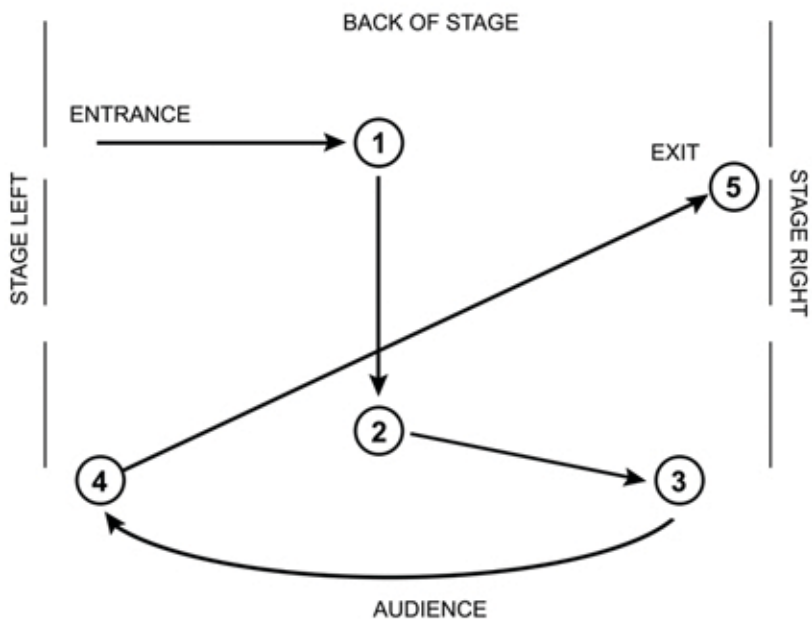 BACK OF STAGE
ENTRANCE
1
EXIT
5
STAGE LEFT
STAGE RIGHT
2
4
3
AUDIENCE